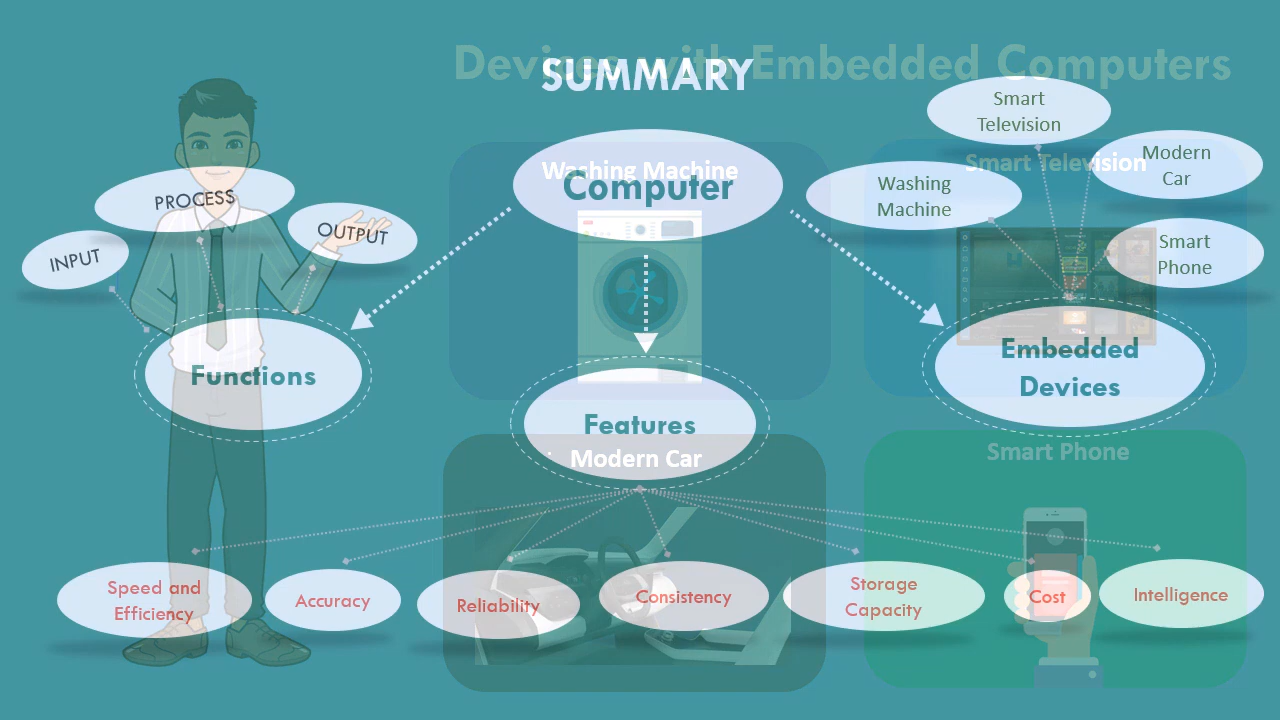 Devices with Embedded Computers
SUMMARY
Smart
Television
Smart Television
Modern
Car
Washing Machine
Computer
Washing
Machine
PROCESS
OUTPUT
INPUT
Smart
Phone
Functions
Embedded
Devices
Features
Modern Car
Smart Phone
Speed and
Efficiency
Accuracy
Reliability
Consistency
Storage
Capacity
Cost
Intelligence